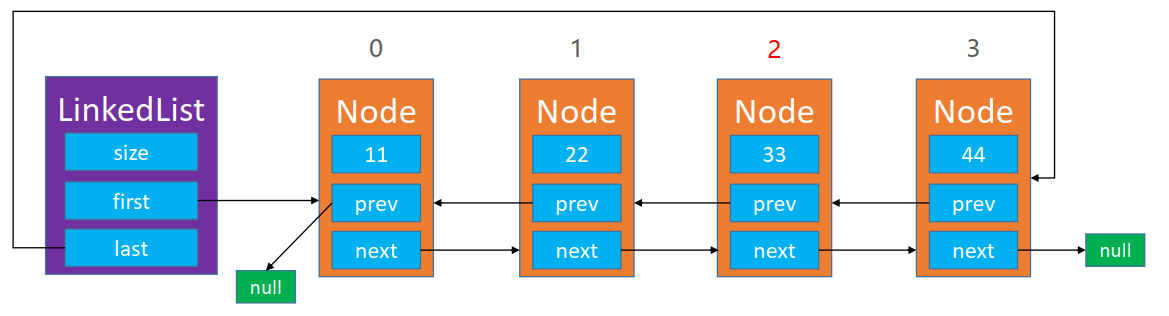 0 1 2 3
LinkedList
size
first
last
Node
11
prev
next
Node
22
prev
next
Node
33
prev
next
Node
44
prev
next
null
null